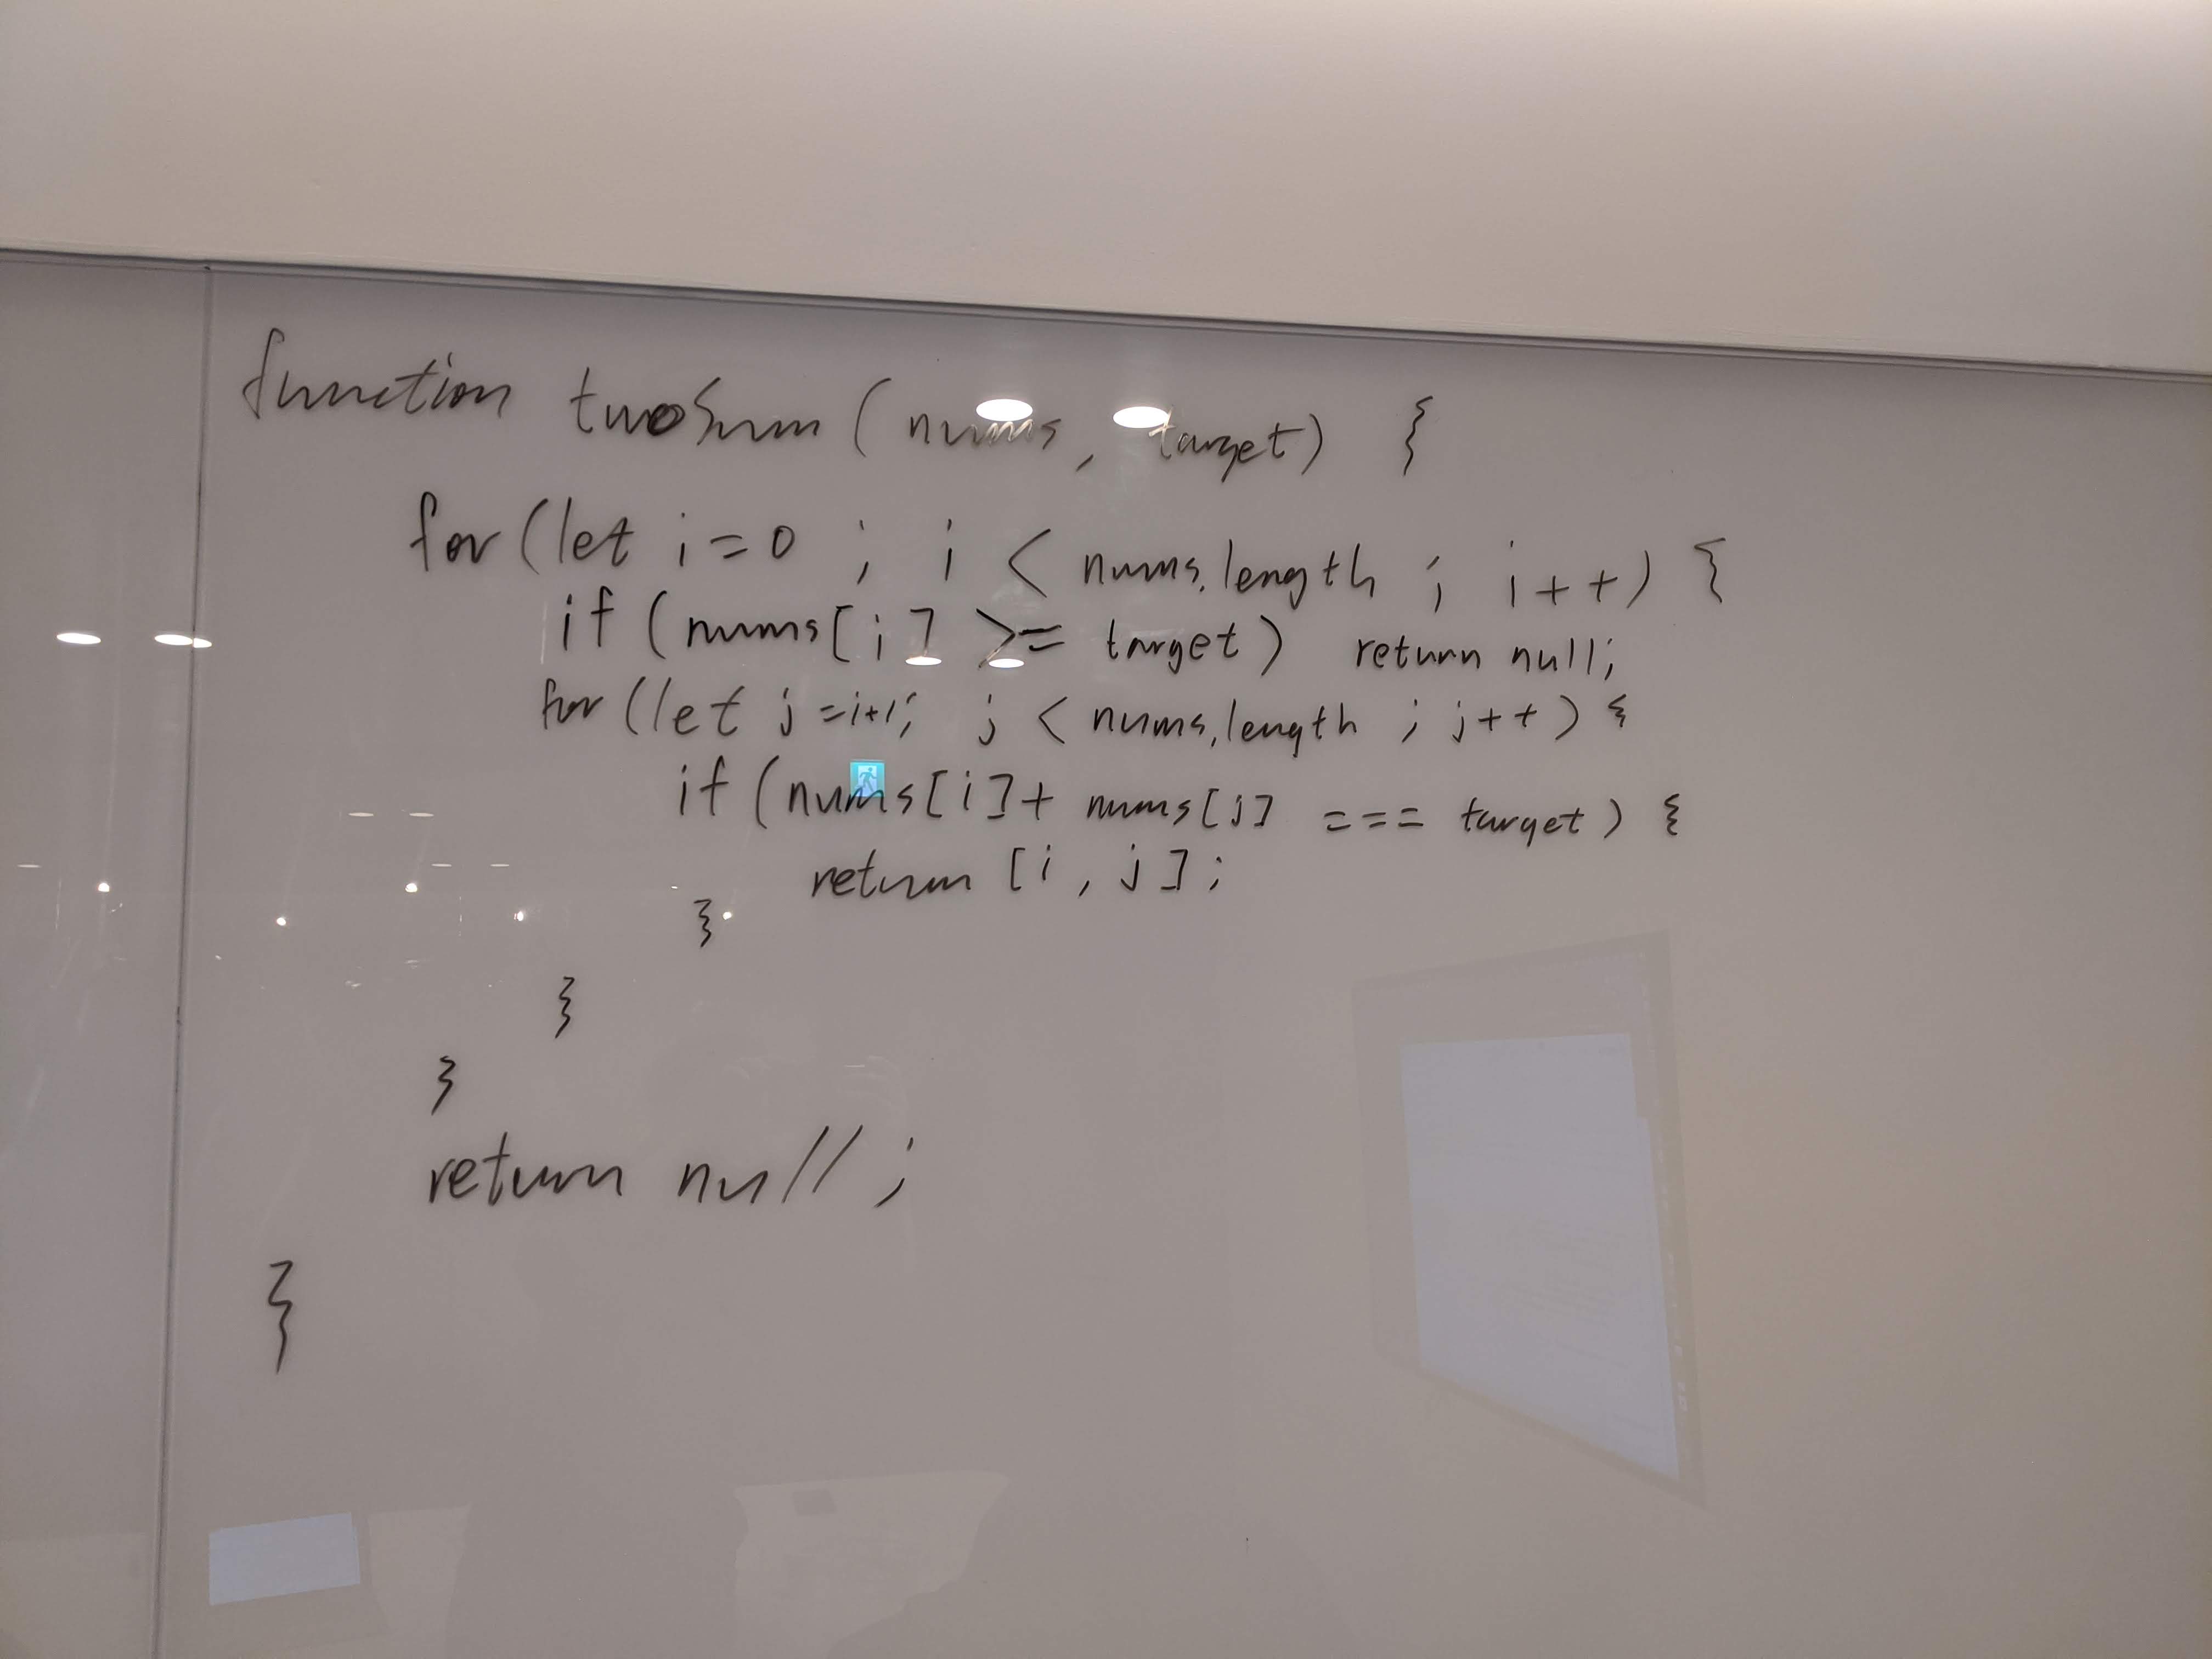 function twoSum ( nums, target) {
for (let i = 0 ; i < nums.length ; i++) {
if (nums[i] >= target) return null;
for (let j = i+1; j < nums.length ; j++) {
if (nums[i] + nums[j] === target) {
return [i, j];
}
}
}
return null;
}